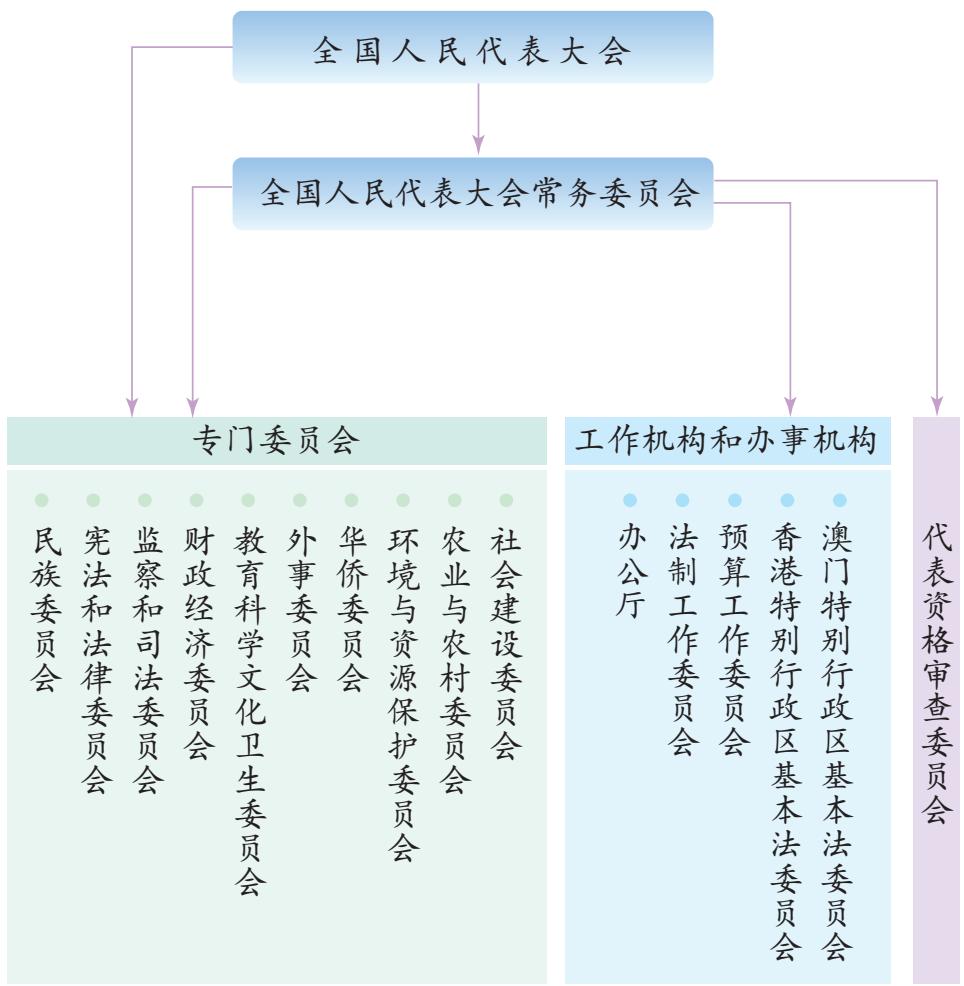 全国人民代表大会
全国人民代表大会常务委员会
专门委员会
民族委员会
宪法和法律委员会
监察和司法委员会
财政经济委员会
教育科学文化卫生委员会
外事委员会
华侨委员会
环境与资源保护委员会
农业与农村委员会
社会建设委员会
工作机构和办事机构
办公厅
法制工作委员会
预算工作委员会
香港特别行政区基本法委员会
澳门特别行政区基本法委员会
代表资格审查委员会